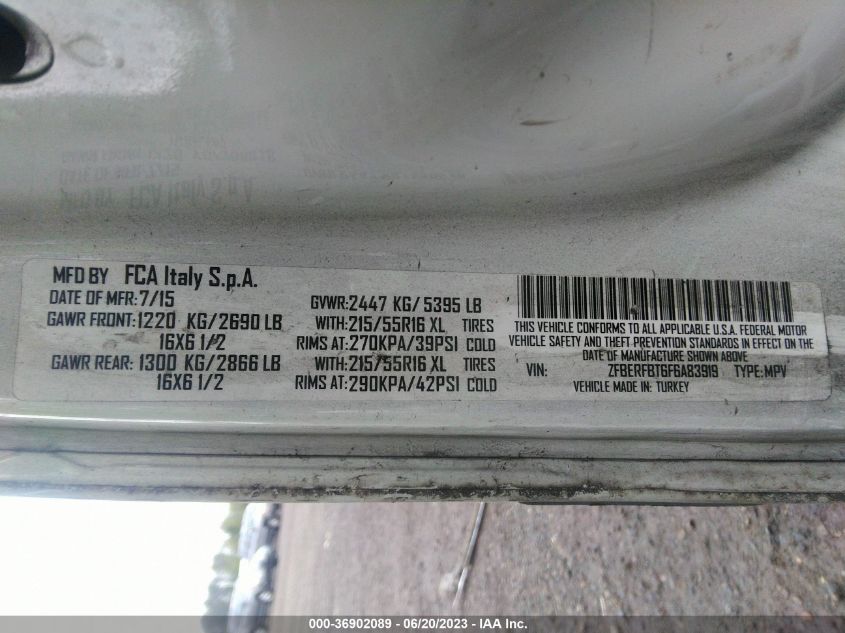 MFD BY FCA Italy S.p.A.
DATE OF MFR: 7/15
GAWR FRONT: 1220 KG/2690 LB
16X6 1/2
GAWR REAR: 1300 KG/2866 LB
16X6 1/2
GVWR: 2447 KG/5395 LB
WITH: 215/55R16 XL TIRES
RIMS AT: 270KPA/39PSI COLD
WITH: 215/55R16 XL TIRES
RIMS AT: 290KPA/42PSI COLD
THIS VEHICLE CONFORMS TO ALL APPLICABLE U.S.A. FEDERAL MOTOR
VEHICLE SAFETY AND THEFT PREVENTION STANDARDS IN EFFECT ON THE
DATE OF MANUFACTURE SHOWN ABOVE
VIN: ZFBERFBT6F6A83919 TYPE: MPV
VEHICLE MADE IN: TURKEY
000-36902089 - 06/20/2023 - IAA Inc.